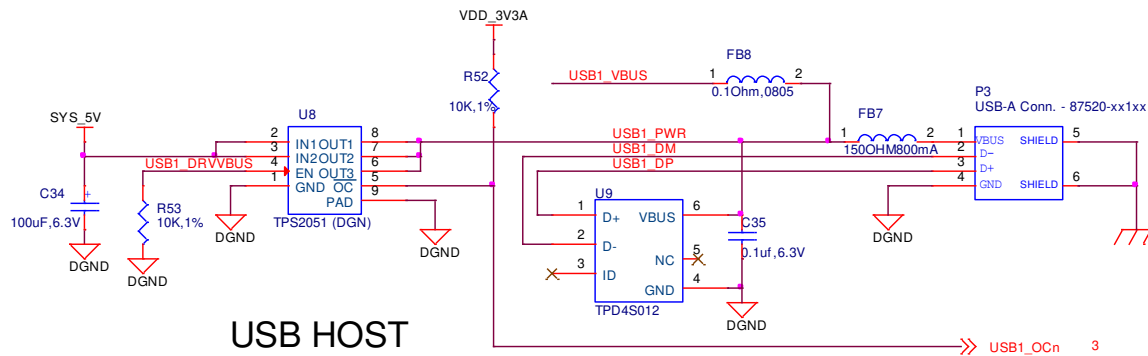 VDD_3V3A
FB8
USB1_VBUS 1 2
0.1Ohm,0805
R52
10K,1%
P3
USB-A Conn. - 87520-xx1xx
FB7
SYS_5V
U8
2 IN1 OUT1 8
3 IN2 OUT2 7
USB1_DRVVBUS 4 EN OUT3 6
1 GND OC 5
PAD 9
TPS2051 (DGN)
USB1_PWR
USB1_DM
USB1_DP
1 2
150OHM800mA
1 VBUS SHIELD 5
2 D-
3 D+
4 GND SHIELD 6
C34
+
100uF,6.3V
R53
10K,1%
DGND
DGND
DGND
DGND
U9
1 D+ VBUS 6
2 D-
NC 5
3 ID
GND 4
TPD4S012
C35
0.1uf,6.3V
DGND
DGND
USB HOST
USB1_OCn 3